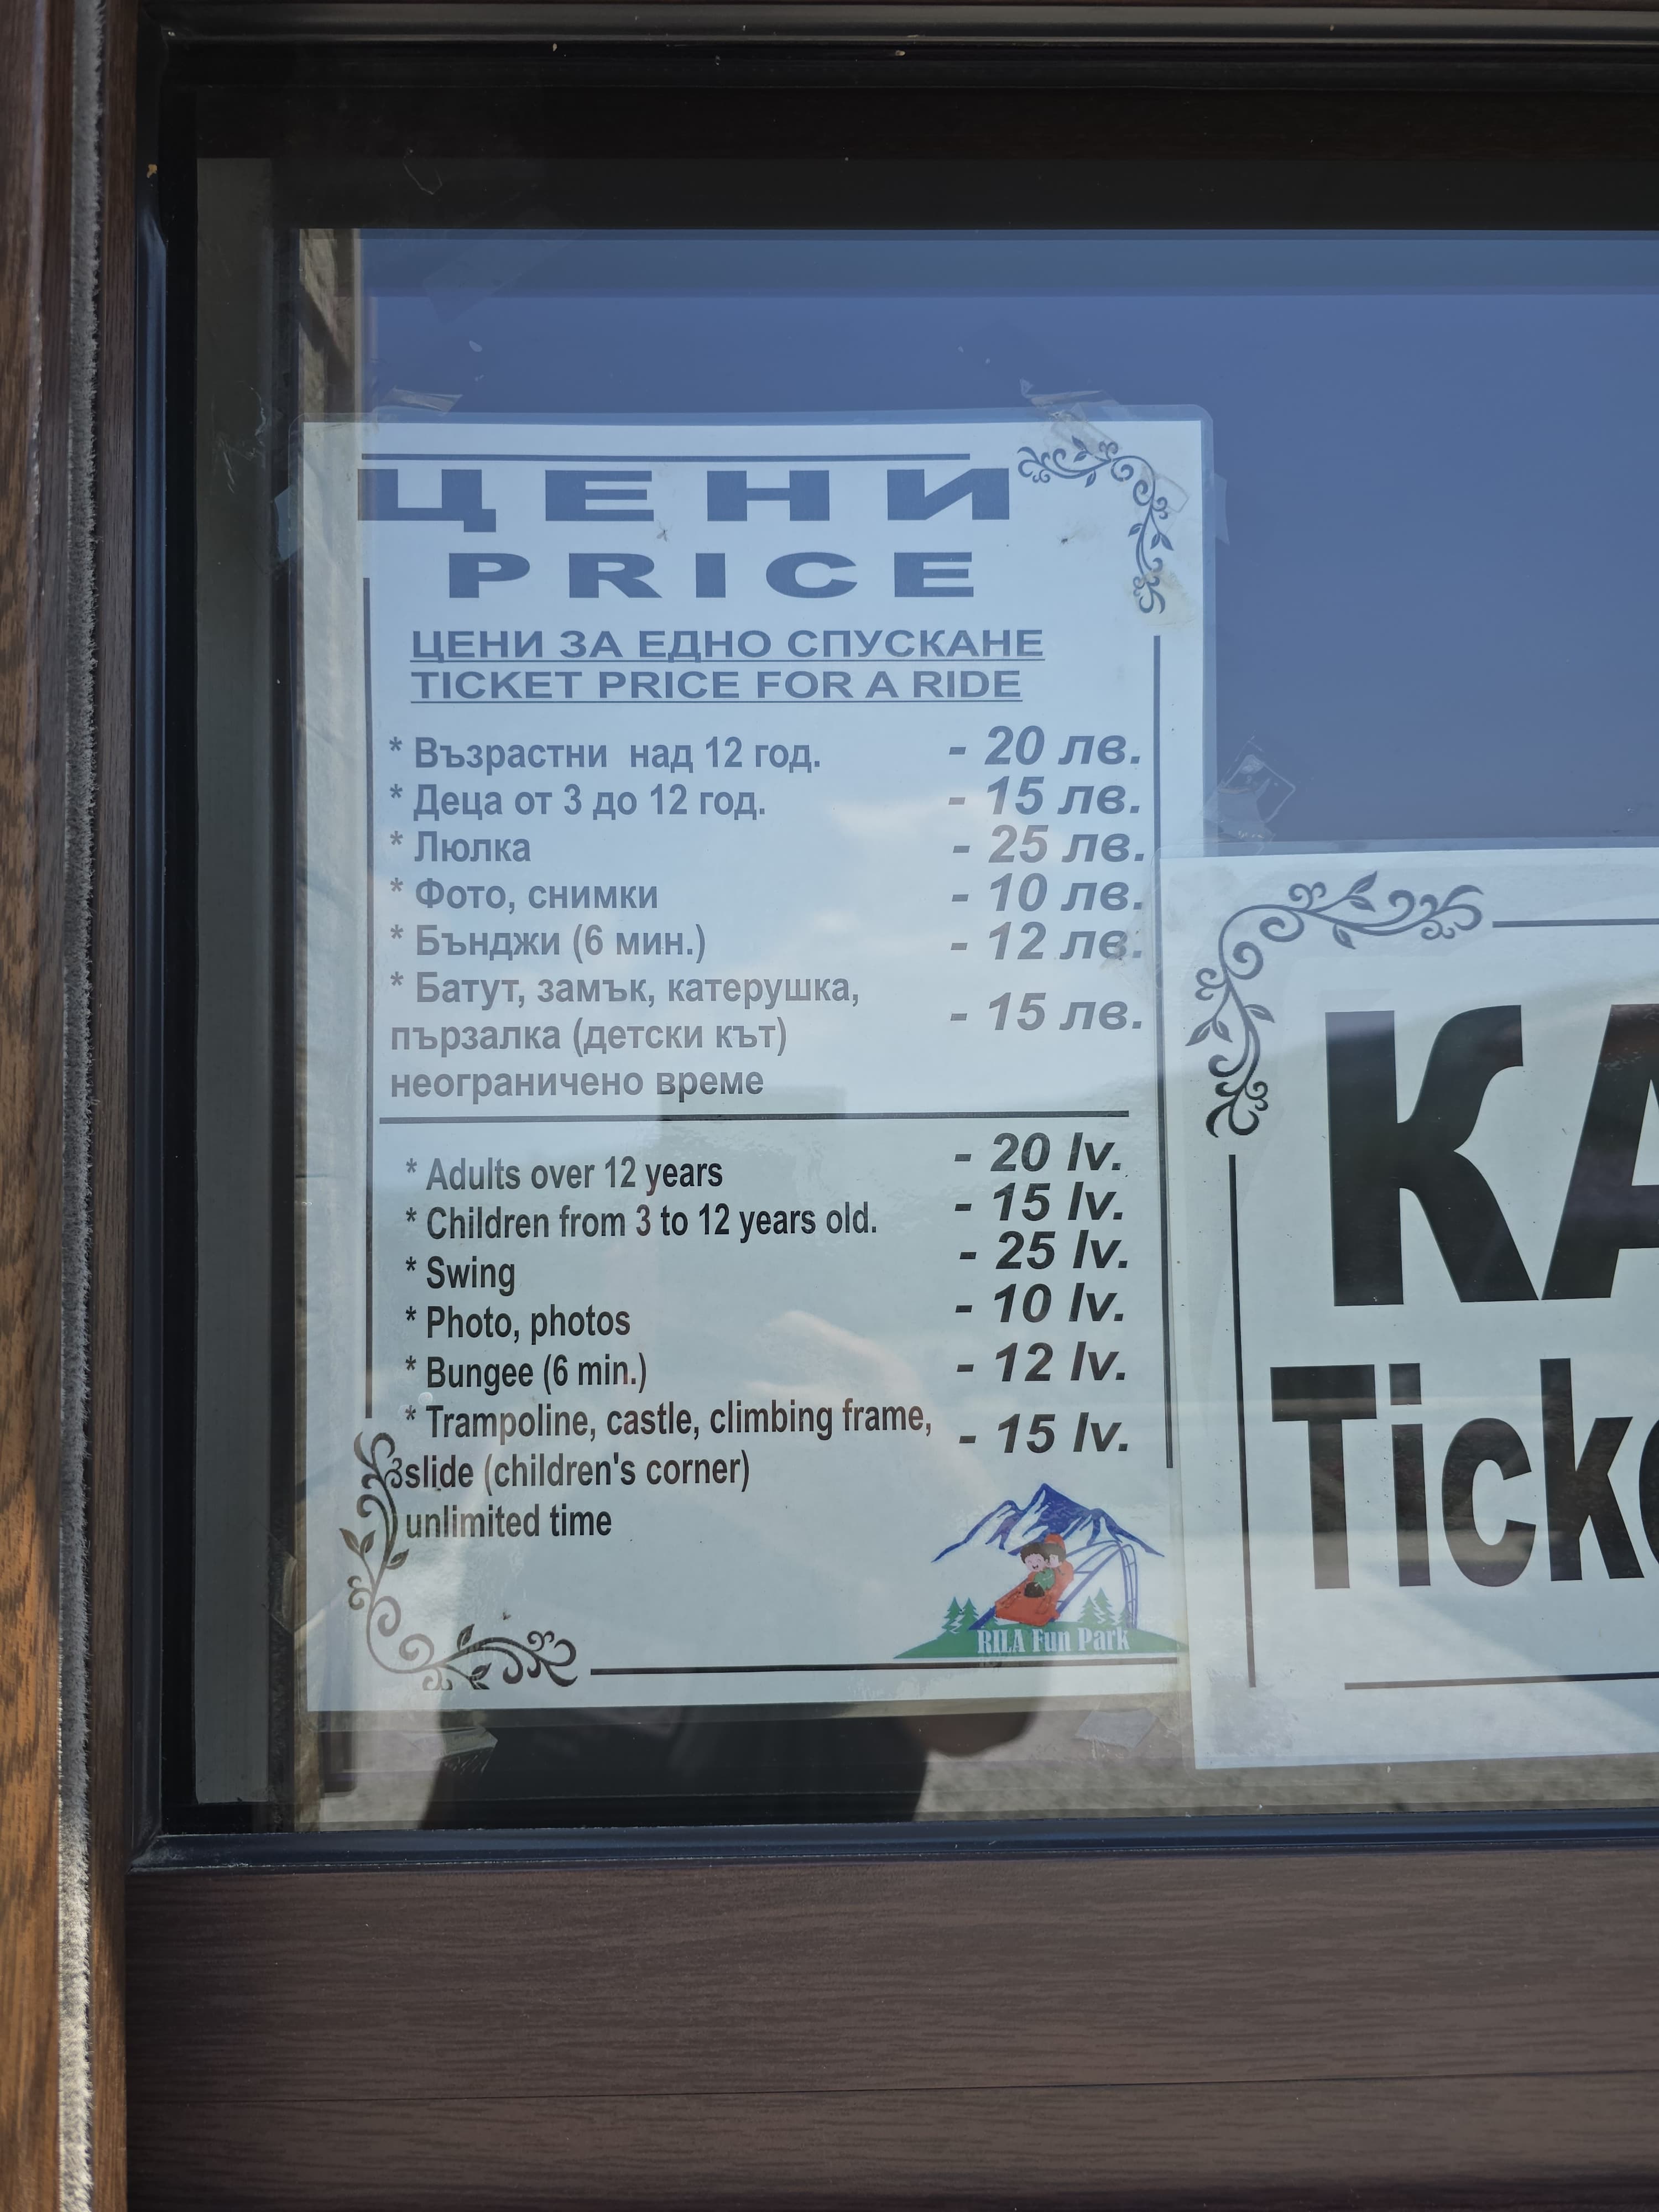 ЦЕНИ
PRICE
ЦЕНИ ЗА ЕДНО СПУСКАНЕ
TICKET PRICE FOR A RIDE
* Възрастни над 12 год. - 20 лв.
* Деца от 3 до 12 год. - 15 лв.
* Люлка - 25 лв.
* Фото, снимки - 10 лв.
* Бънджи (6 мин.) - 12 лв.
* Батут, замък, катерушка, - 15 лв.
пързалка (детски кът)
неограничено време
* Adults over 12 years - 20 lv.
* Children from 3 to 12 years old. - 15 lv.
* Swing - 25 lv.
* Photo, photos - 10 lv.
* Bungee (6 min.) - 12 lv.
* Trampoline, castle, climbing frame, - 15 lv.
slide (children's corner)
unlimited time
RILA Fun Park